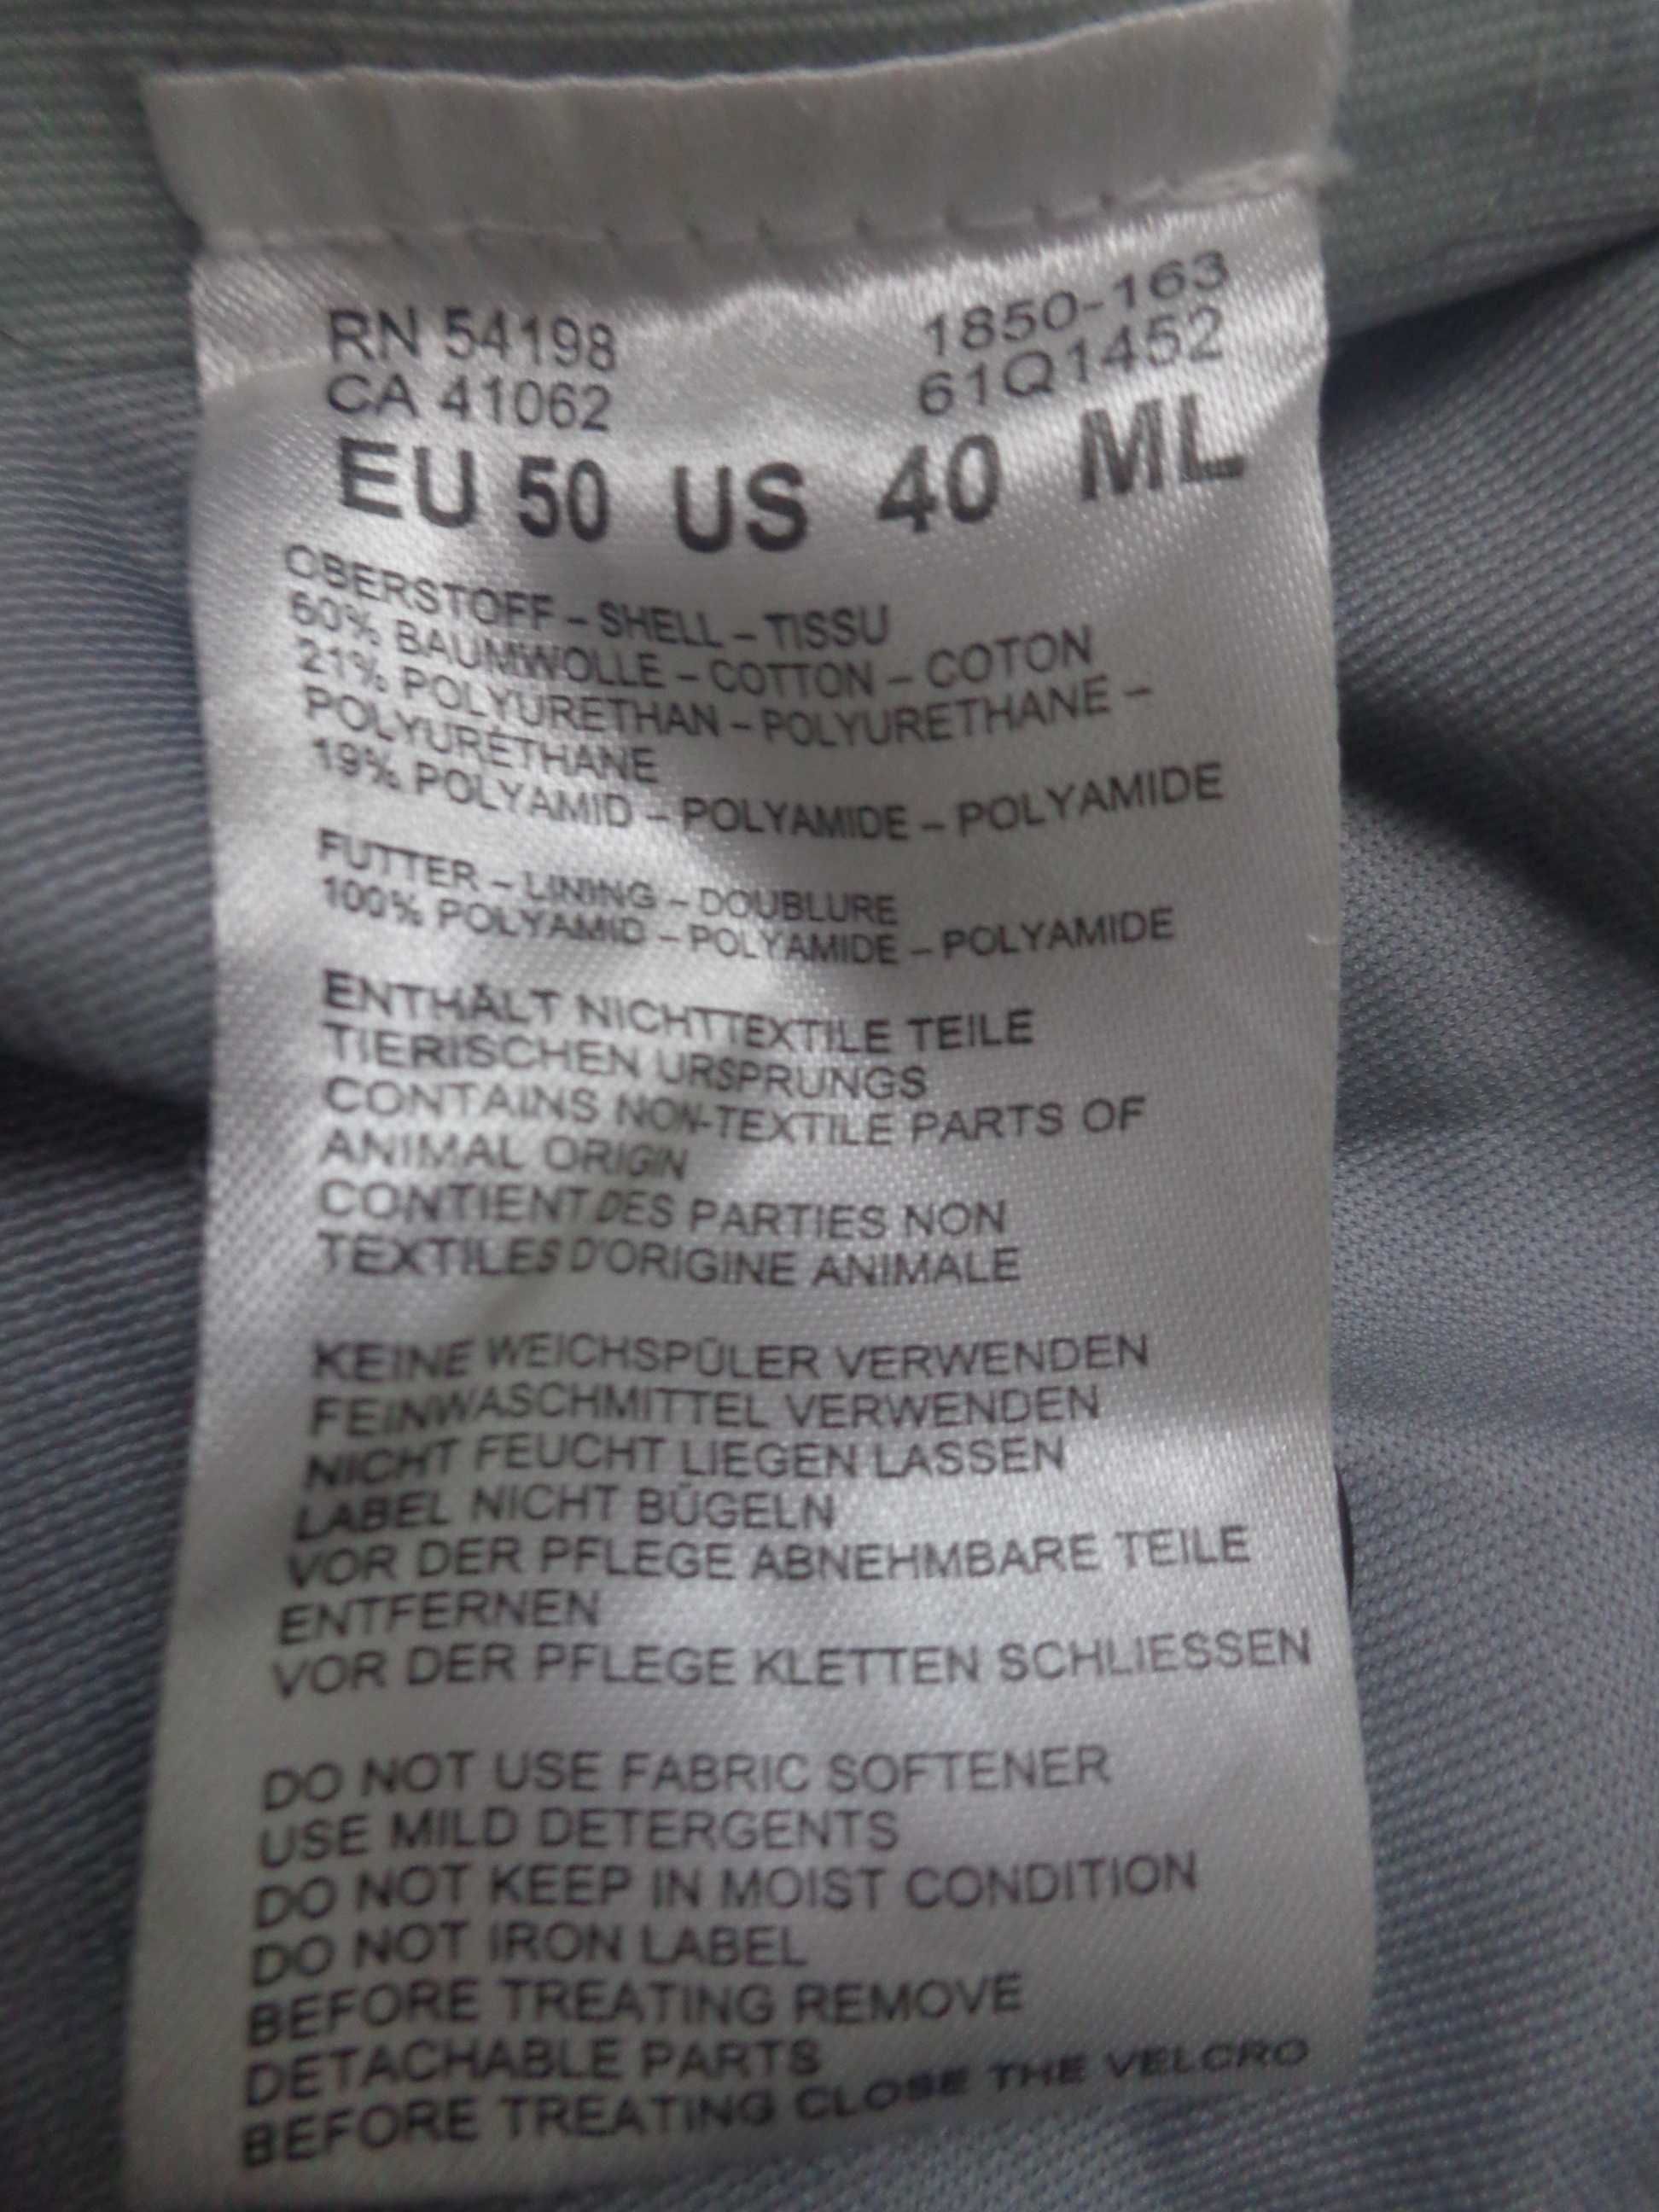 RN 54198 1850-163
CA 41062 61Q1452
EU 50 US 40 ML
OBERSTOFF – SHELL – TISSU
60% BAUMWOLLE – COTTON – COTON
21% POLYURETHAN – POLYURETHANE –
POLYURÉTHANE
19% POLYAMID – POLYAMIDE – POLYAMIDE
FUTTER – LINING – DOUBLURE
100% POLYAMID – POLYAMIDE – POLYAMIDE
ENTHÄLT NICHTTEXTILE TEILE
TIERISCHEN URSPRUNGS
CONTAINS NON-TEXTILE PARTS OF
ANIMAL ORIGIN
CONTIENT DES PARTIES NON
TEXTILES D'ORIGINE ANIMALE
KEINE WEICHSPÜLER VERWENDEN
FEINWASCHMITTEL VERWENDEN
NICHT FEUCHT LIEGEN LASSEN
LABEL NICHT BÜGELN
VOR DER PFLEGE ABNEHMBARE TEILE
ENTFERNEN
VOR DER PFLEGE KLETTEN SCHLIESSEN
DO NOT USE FABRIC SOFTENER
USE MILD DETERGENTS
DO NOT KEEP IN MOIST CONDITION
DO NOT IRON LABEL
BEFORE TREATING REMOVE
DETACHABLE PARTS
BEFORE TREATING CLOSE THE VELCRO